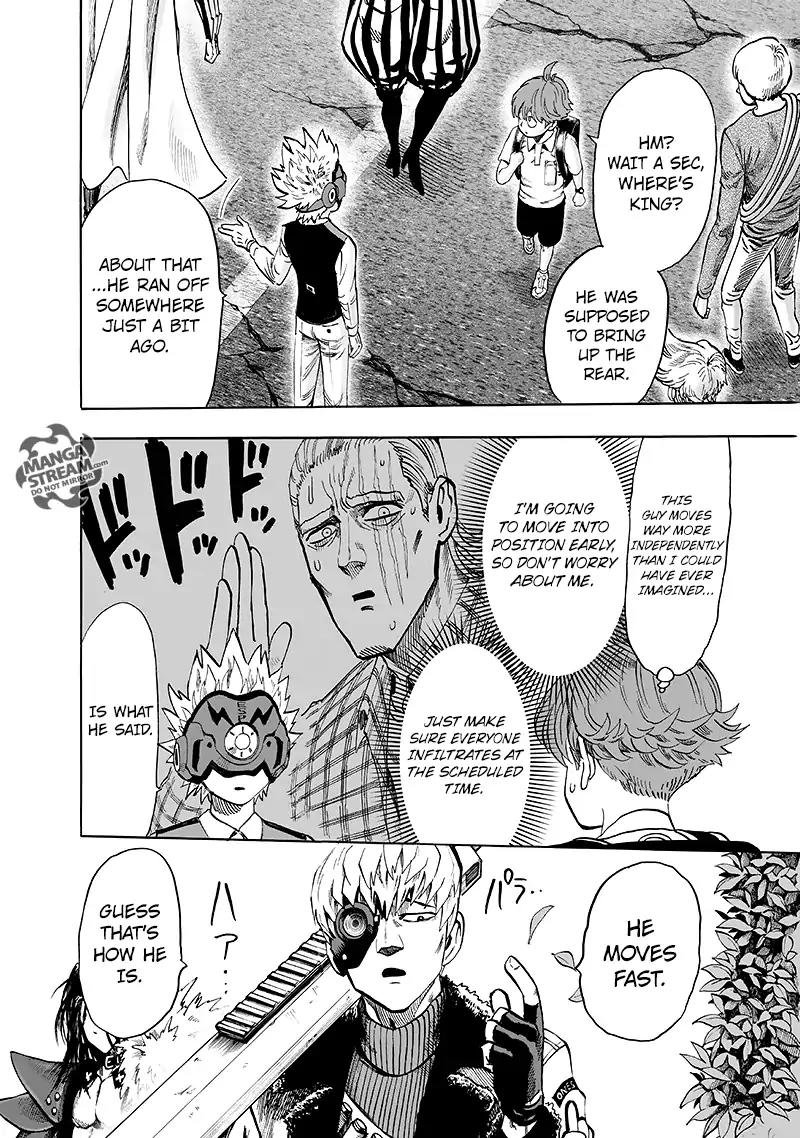 HM?
WAIT A SEC,
WHERE'S
KING?
HE WAS
SUPPOSED
TO BRING
UP THE
REAR.
ABOUT THAT
...HE RAN OFF
SOMEWHERE
JUST A BIT
AGO.
MANGA
STREAM.com
DO NOT MIRROR!
THIS
GUY MOVES
WAY MORE
INDEPENDENTLY
THAN I COULD
HAVE EVER
IMAGINED...
I'M GOING
TO MOVE INTO
POSITION EARLY,
SO DON'T WORRY
ABOUT ME.
ドドド
JUST MAKE
SURE EVERYONE
INFILTRATES AT
THE SCHEDULED
TIME.
IS WHAT
HE SAID.
ESP
HE
MOVES
FAST.
パラ…
ハァ…
GUESS
THAT'S
HOW HE
IS.